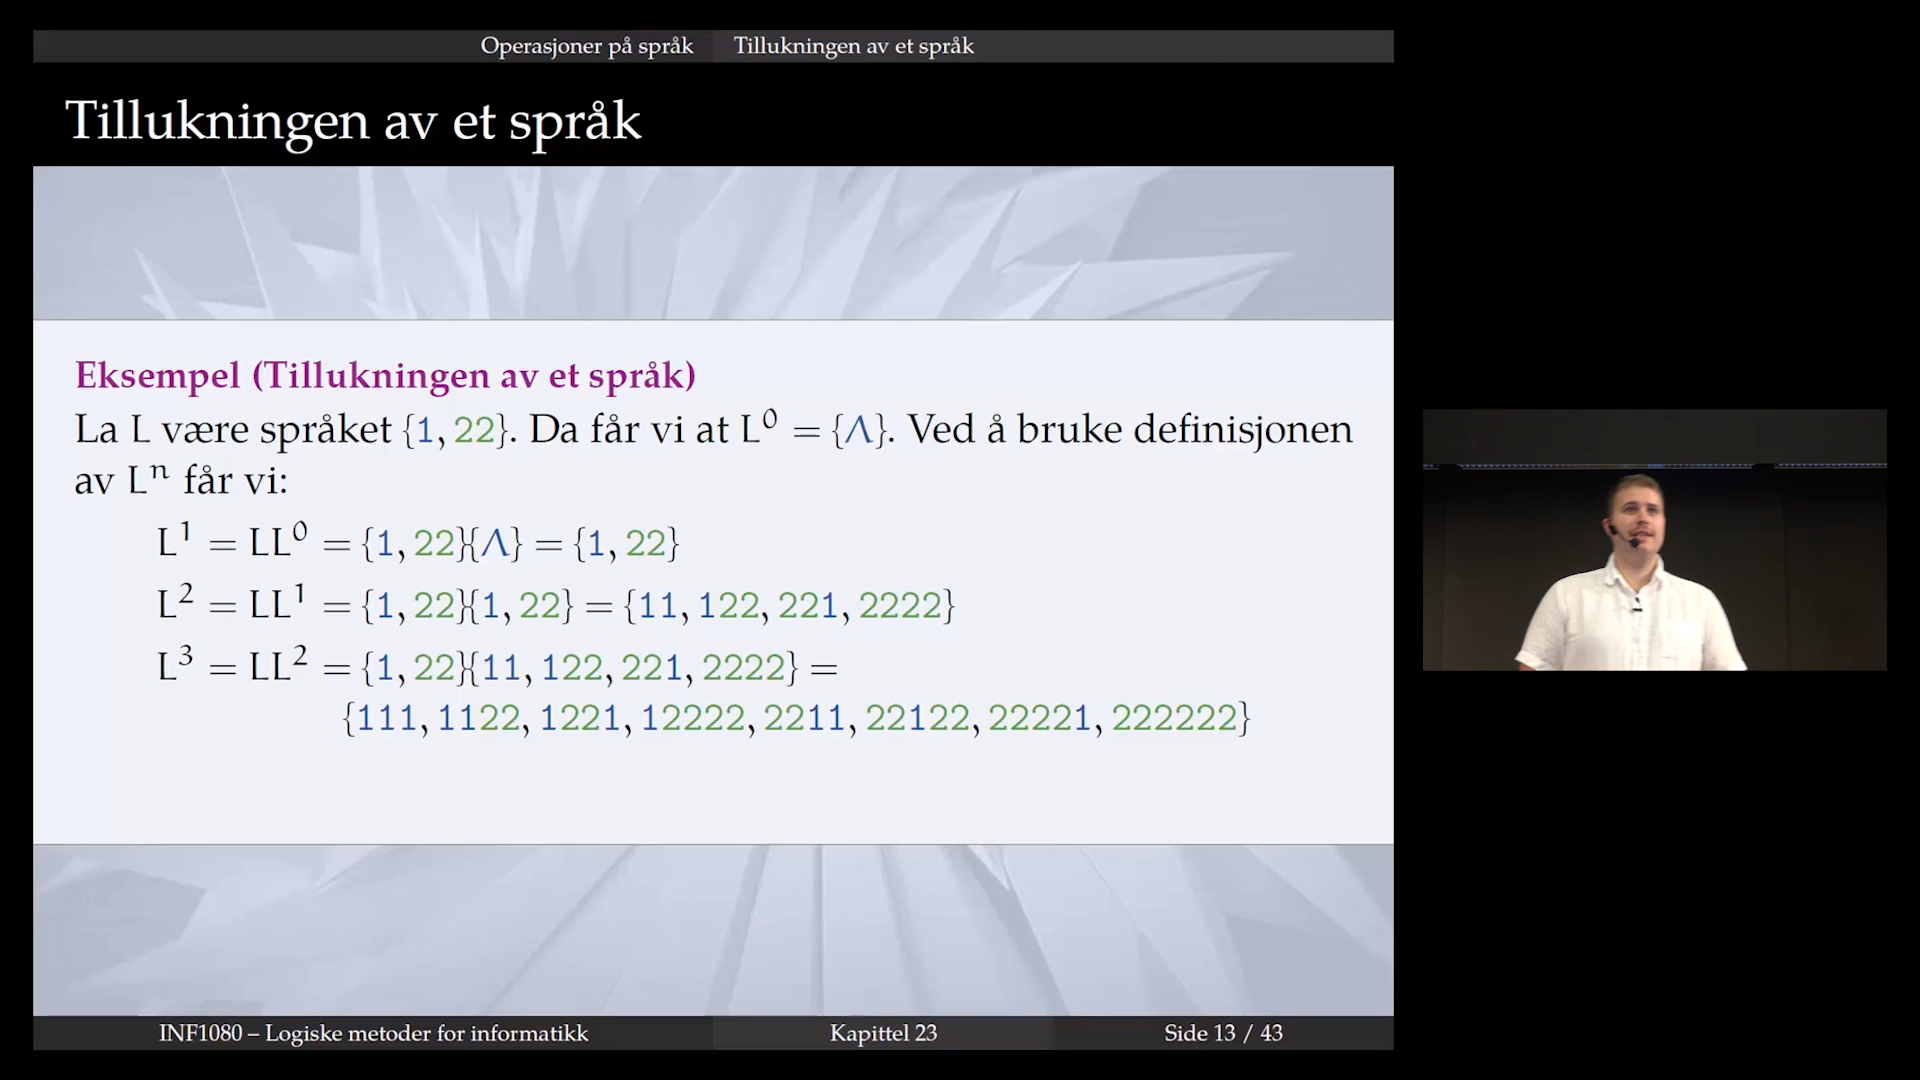 Operasjoner på språk Tillukningen av et språk
Tillukningen av et språk
Eksempel (Tillukningen av et språk)
La L være språket {1, 22}. Da får vi at L⁰ = {Λ}. Ved å bruke definisjonen
av Lⁿ får vi:
L¹ = LL⁰ = {1, 22}{Λ} = {1, 22}
L² = LL¹ = {1, 22}{1, 22} = {11, 122, 221, 2222}
L³ = LL² = {1, 22}{11, 122, 221, 2222} =
{111, 1122, 1221, 12222, 2211, 22122, 22221, 222222}
INF1080 – Logiske metoder for informatikk Kapittel 23 Side 13 / 43